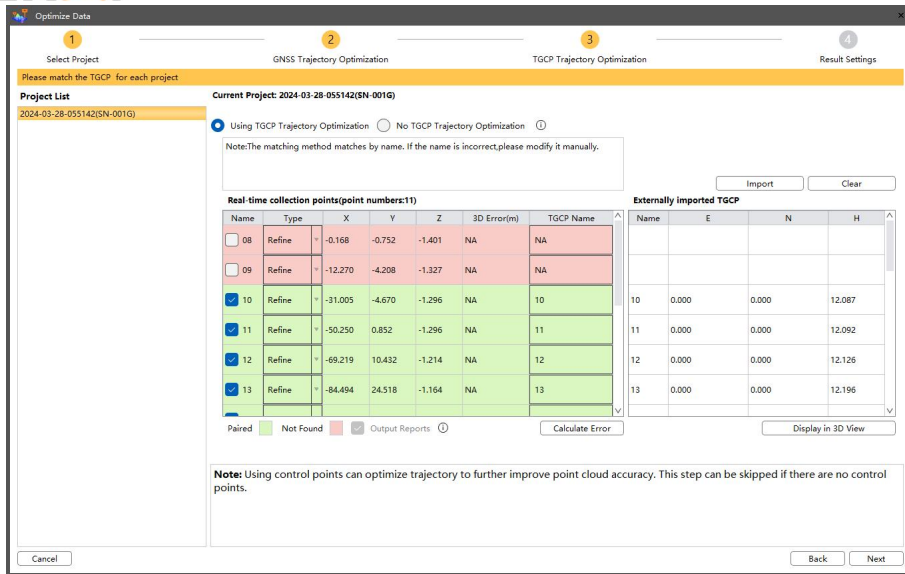 Optimize Data
1 2 3 4
Select Project GNSS Trajectory Optimization TGCP Trajectory Optimization Result Settings
Please match the TGCP for each project
Project List
2024-03-28-055142(SN-001G)
Current Project: 2024-03-28-055142(SN-001G)
Using TGCP Trajectory Optimization No TGCP Trajectory Optimization
Note:The matching method matches by name. If the name is incorrect,please modify it manually.
Import Clear
Real-time collection points(point numbers:11)
Name Type X Y Z 3D Error(m) TGCP Name
08 Refine -0.168 -0.752 -1.401 NA NA
09 Refine -12.270 -4.208 -1.327 NA NA
10 Refine -31.005 -4.670 -1.296 NA 10
11 Refine -50.250 0.852 -1.296 NA 11
12 Refine -69.219 10.432 -1.214 NA 12
13 Refine -84.494 24.518 -1.164 NA 13
Paired Not Found Output Reports Calculate Error
Externally imported TGCP
Name E N H
10 0.000 0.000 12.087
11 0.000 0.000 12.092
12 0.000 0.000 12.126
13 0.000 0.000 12.196
Display in 3D View
Note: Using control points can optimize trajectory to further improve point cloud accuracy. This step can be skipped if there are no control
points.
Cancel Back Next